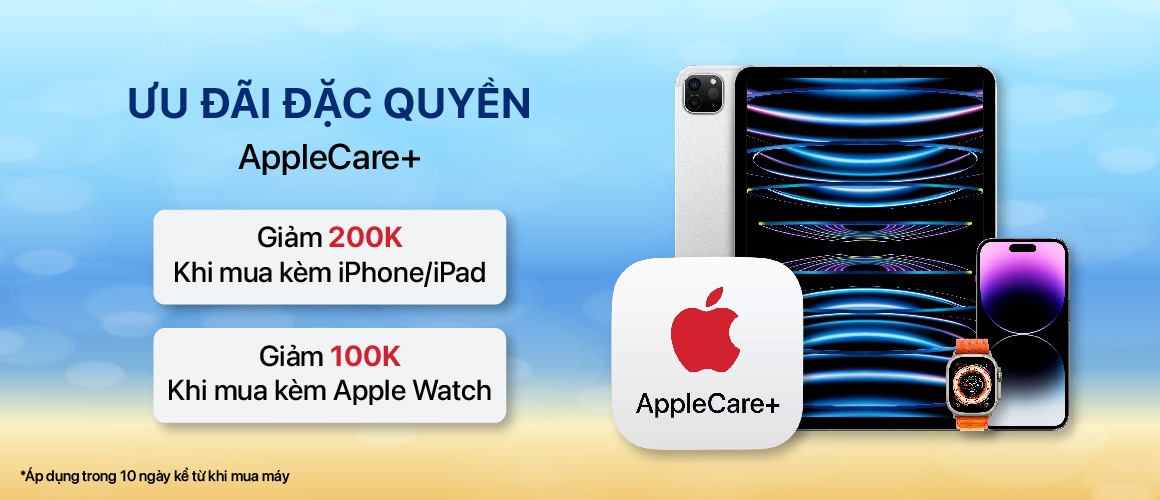 ƯU ĐÃI ĐẶC QUYỀN
AppleCare+
Giảm 200K
Khi mua kèm iPhone/iPad
Giảm 100K
Khi mua kèm Apple Watch
AppleCare+
*Áp dụng trong 10 ngày kể từ khi mua máy